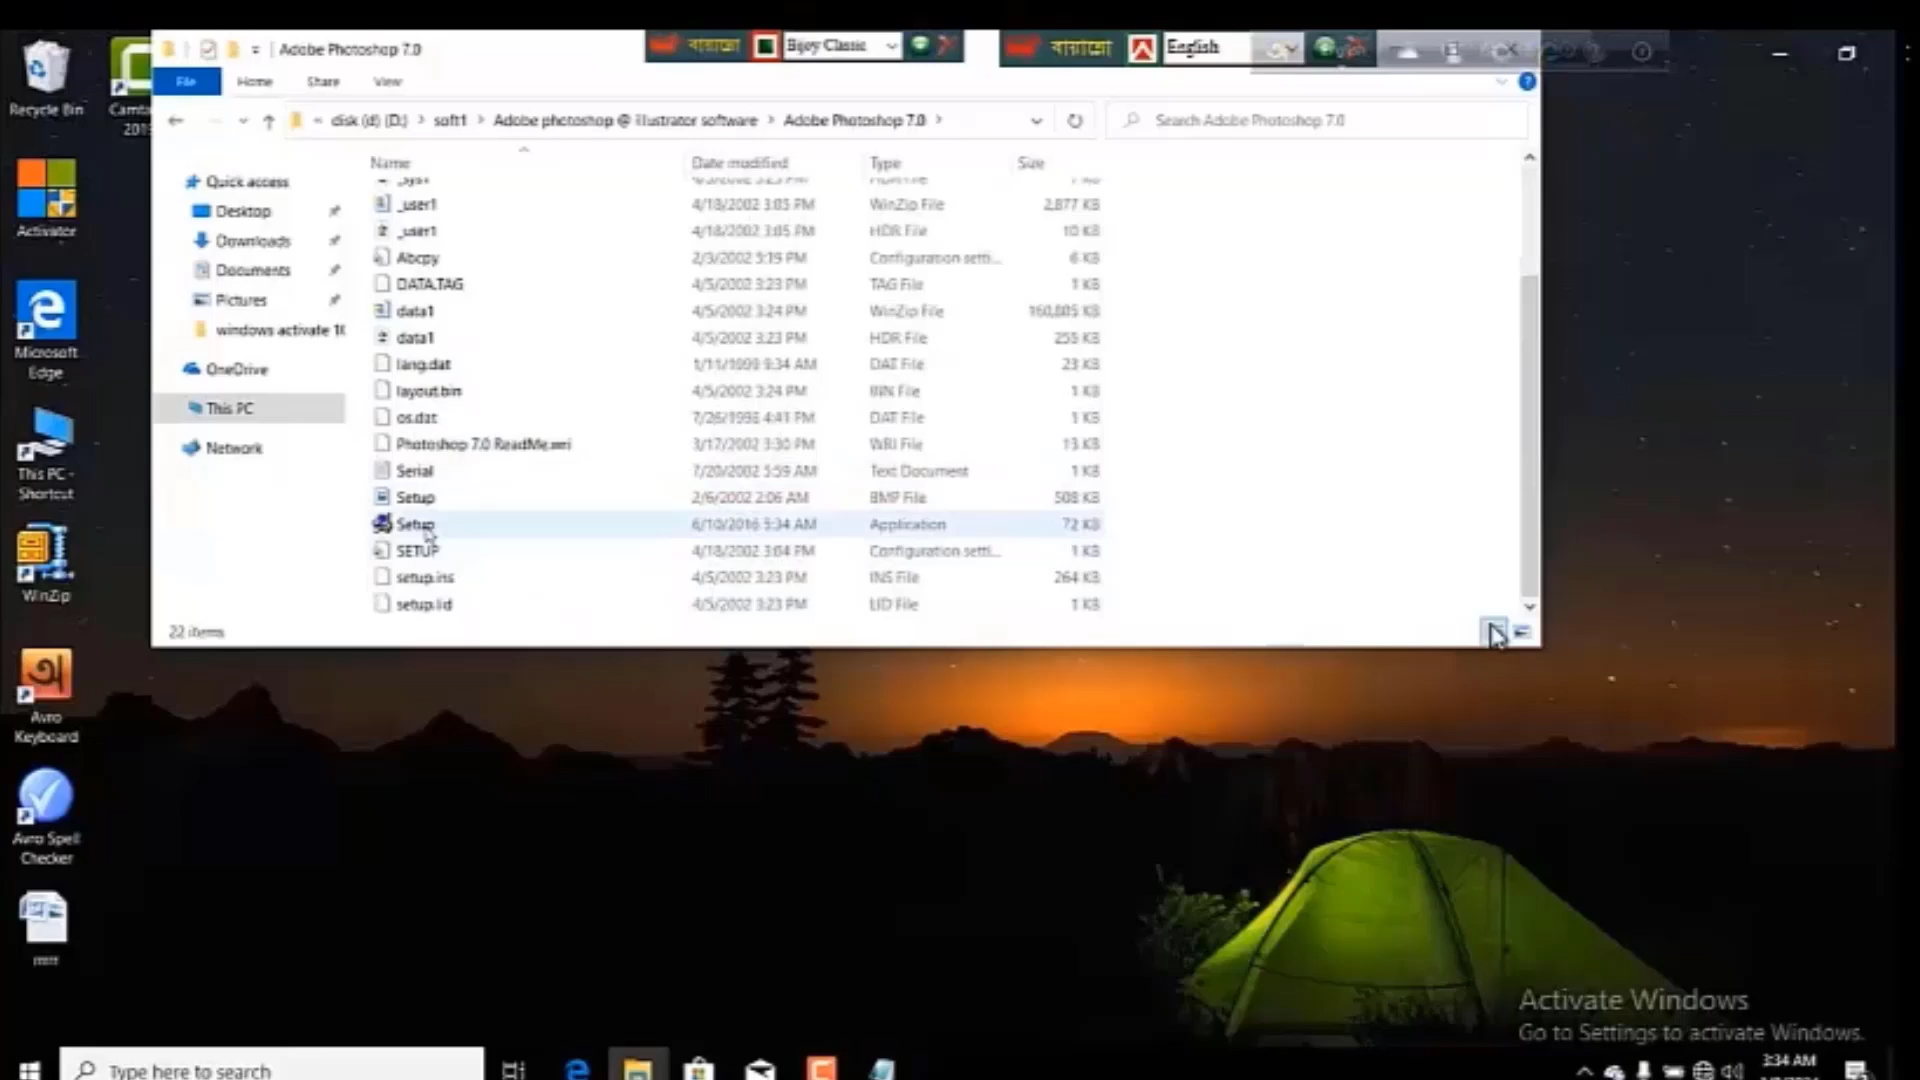 Adobe Photoshop 7.0
বায়ান্নো
Bijoy Classic
বায়ান্নো
English
File
Home
Share
View
disk (d) (D:)
soft1
Adobe photoshop @ illustrator software
Adobe Photoshop 7.0
Search Adobe Photoshop 7.0
Recycle Bin
Activator
Microsoft
Edge
This PC -
Shortcut
WinZip
Avro
Keyboard
Avro Spell
Checker
Quick access
Desktop
Downloads
Documents
Pictures
windows activate 10
OneDrive
This PC
Network
Name Date modified Type Size
_user1 4/18/2002 3:05 PM WinZip File 2,877 KB
_user1 4/18/2002 3:05 PM HDR File 10 KB
Abcpy 2/3/2002 5:19 PM Configuration setti... 6 KB
DATA.TAG 4/5/2002 3:23 PM TAG File 1 KB
data1 4/5/2002 3:24 PM WinZip File
data1 4/5/2002 3:23 PM HDR File 255 KB
lang.dat 1/11/1999 9:34 AM DAT File 23 KB
layout.bin 4/5/2002 3:24 PM BIN File 1 KB
os.dat 4:41 PM DAT File 1 KB
Photoshop 7.0 ReadMe.wri 3/17/2002 3:30 PM WRI File 13 KB
Serial 7/20/2002 5:59 AM Text Document 1 KB
Setup 2/6/2002 2:06 AM BMP File 508 KB
Setup 6/10/2016 5:34 AM Application 72 KB
SETUP 4/18/2002 3:04 PM Configuration setti... 1 KB
setup.ins 4/5/2002 3:23 PM INS File 264 KB
setup.lid 4/5/2002 3:23 PM LID File 1 KB
22 items
Activate Windows
Go to Settings to activate Windows.
Type here to search
3:34 AM